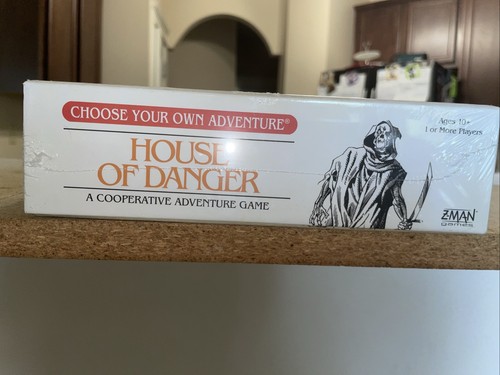 CHOOSE YOUR OWN ADVENTURE®
HOUSE
OF DANGER
A COOPERATIVE ADVENTURE GAME
Ages 10+
1 or More Players
Z-MAN
games